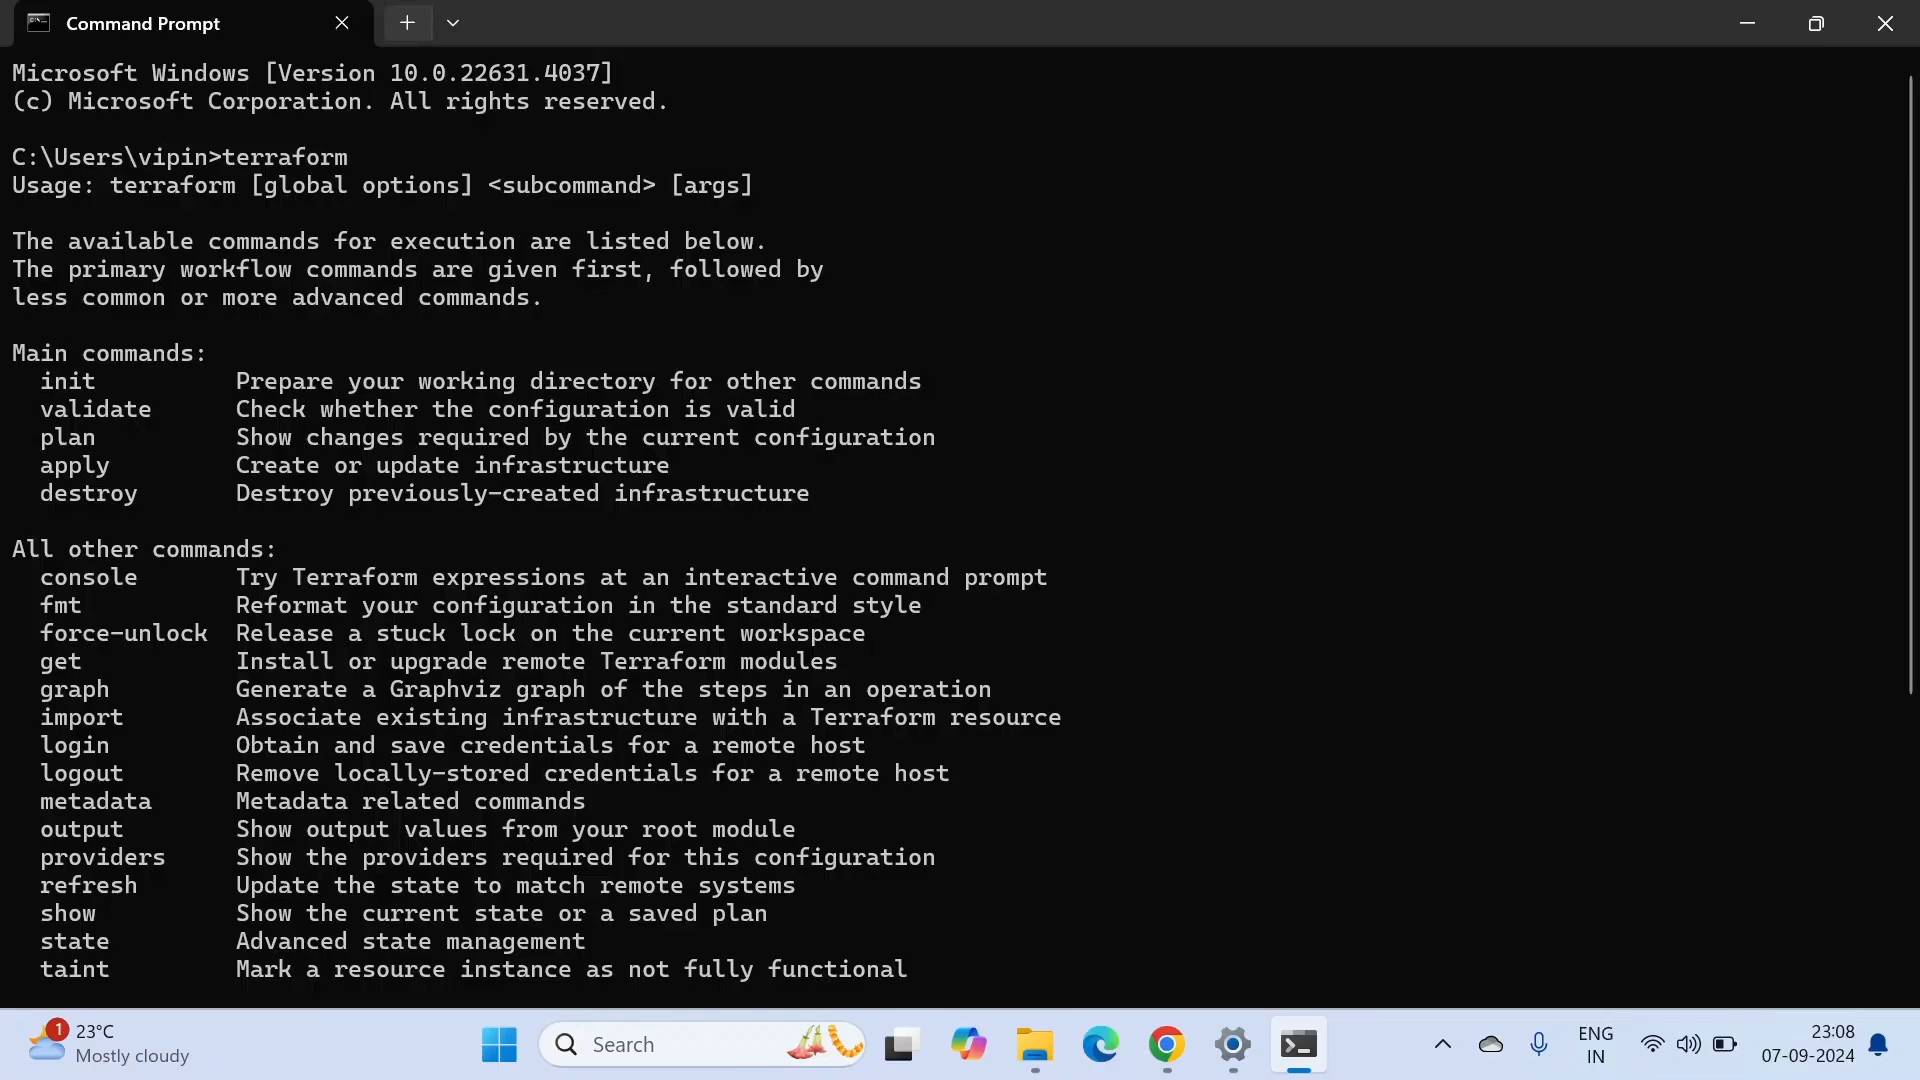 Command Prompt
Microsoft Windows [Version 10.0.22631.4037]
(c) Microsoft Corporation. All rights reserved.
C:\Users\vipin>terraform
Usage: terraform [global options] <subcommand> [args]
The available commands for execution are listed below.
The primary workflow commands are given first, followed by
less common or more advanced commands.
Main commands:
init Prepare your working directory for other commands
validate Check whether the configuration is valid
plan Show changes required by the current configuration
apply Create or update infrastructure
destroy Destroy previously-created infrastructure
All other commands:
console Try Terraform expressions at an interactive command prompt
fmt Reformat your configuration in the standard style
force-unlock Release a stuck lock on the current workspace
get Install or upgrade remote Terraform modules
graph Generate a Graphviz graph of the steps in an operation
import Associate existing infrastructure with a Terraform resource
login Obtain and save credentials for a remote host
logout Remove locally-stored credentials for a remote host
metadata Metadata related commands
output Show output values from your root module
providers Show the providers required for this configuration
refresh Update the state to match remote systems
show Show the current state or a saved plan
state Advanced state management
taint Mark a resource instance as not fully functional
1
23°C
Mostly cloudy
Search
ENG
IN
23:08
07-09-2024